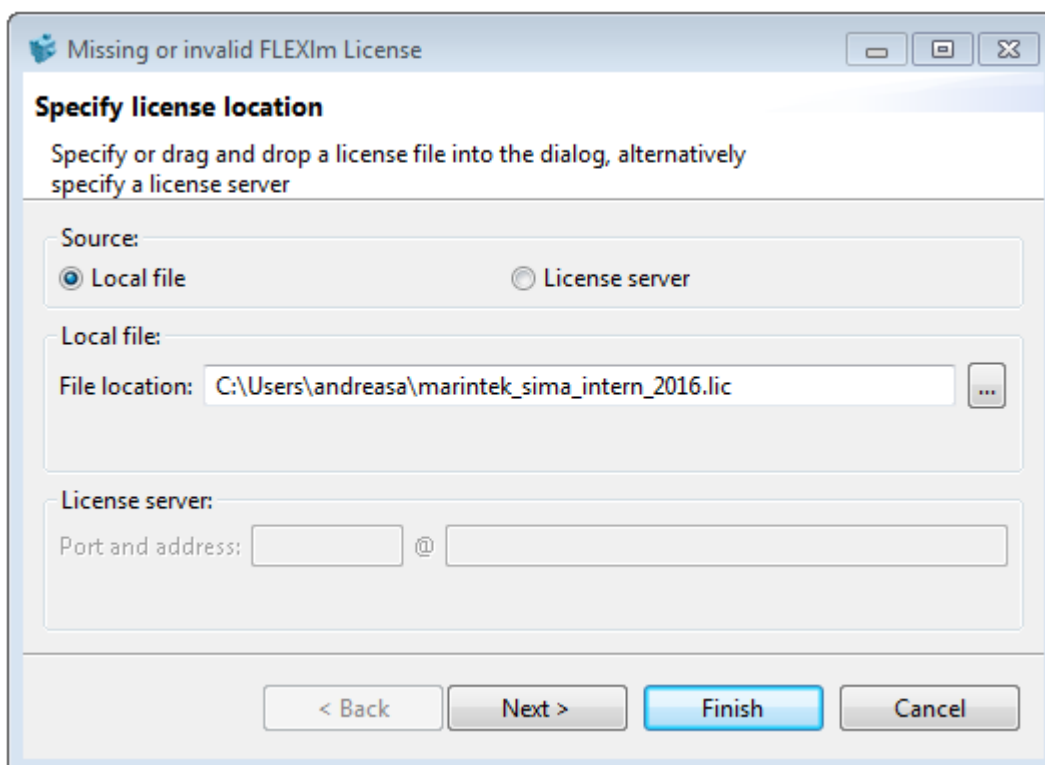 Missing or invalid FLEXlm License
Specify license location
Specify or drag and drop a license file into the dialog, alternatively
specify a license server
Source:
Local file
License server
Local file:
File location: C:\Users\andreasa\marintek_sima_intern_2016.lic ...
License server:
Port and address: @
< Back Next > Finish Cancel